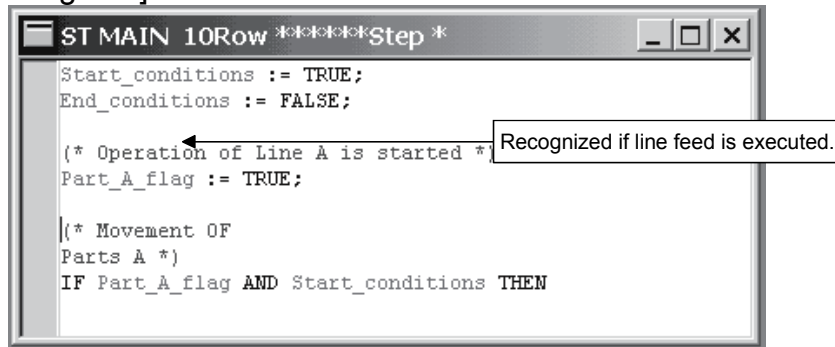 ST MAIN 10Row ******Step *
Start_conditions := TRUE;
End_conditions := FALSE;
(* Operation of Line A is started *)
Recognized if line feed is executed.
Part_A_flag := TRUE;
(* Movement OF
Parts A *)
IF Part_A_flag AND Start_conditions THEN